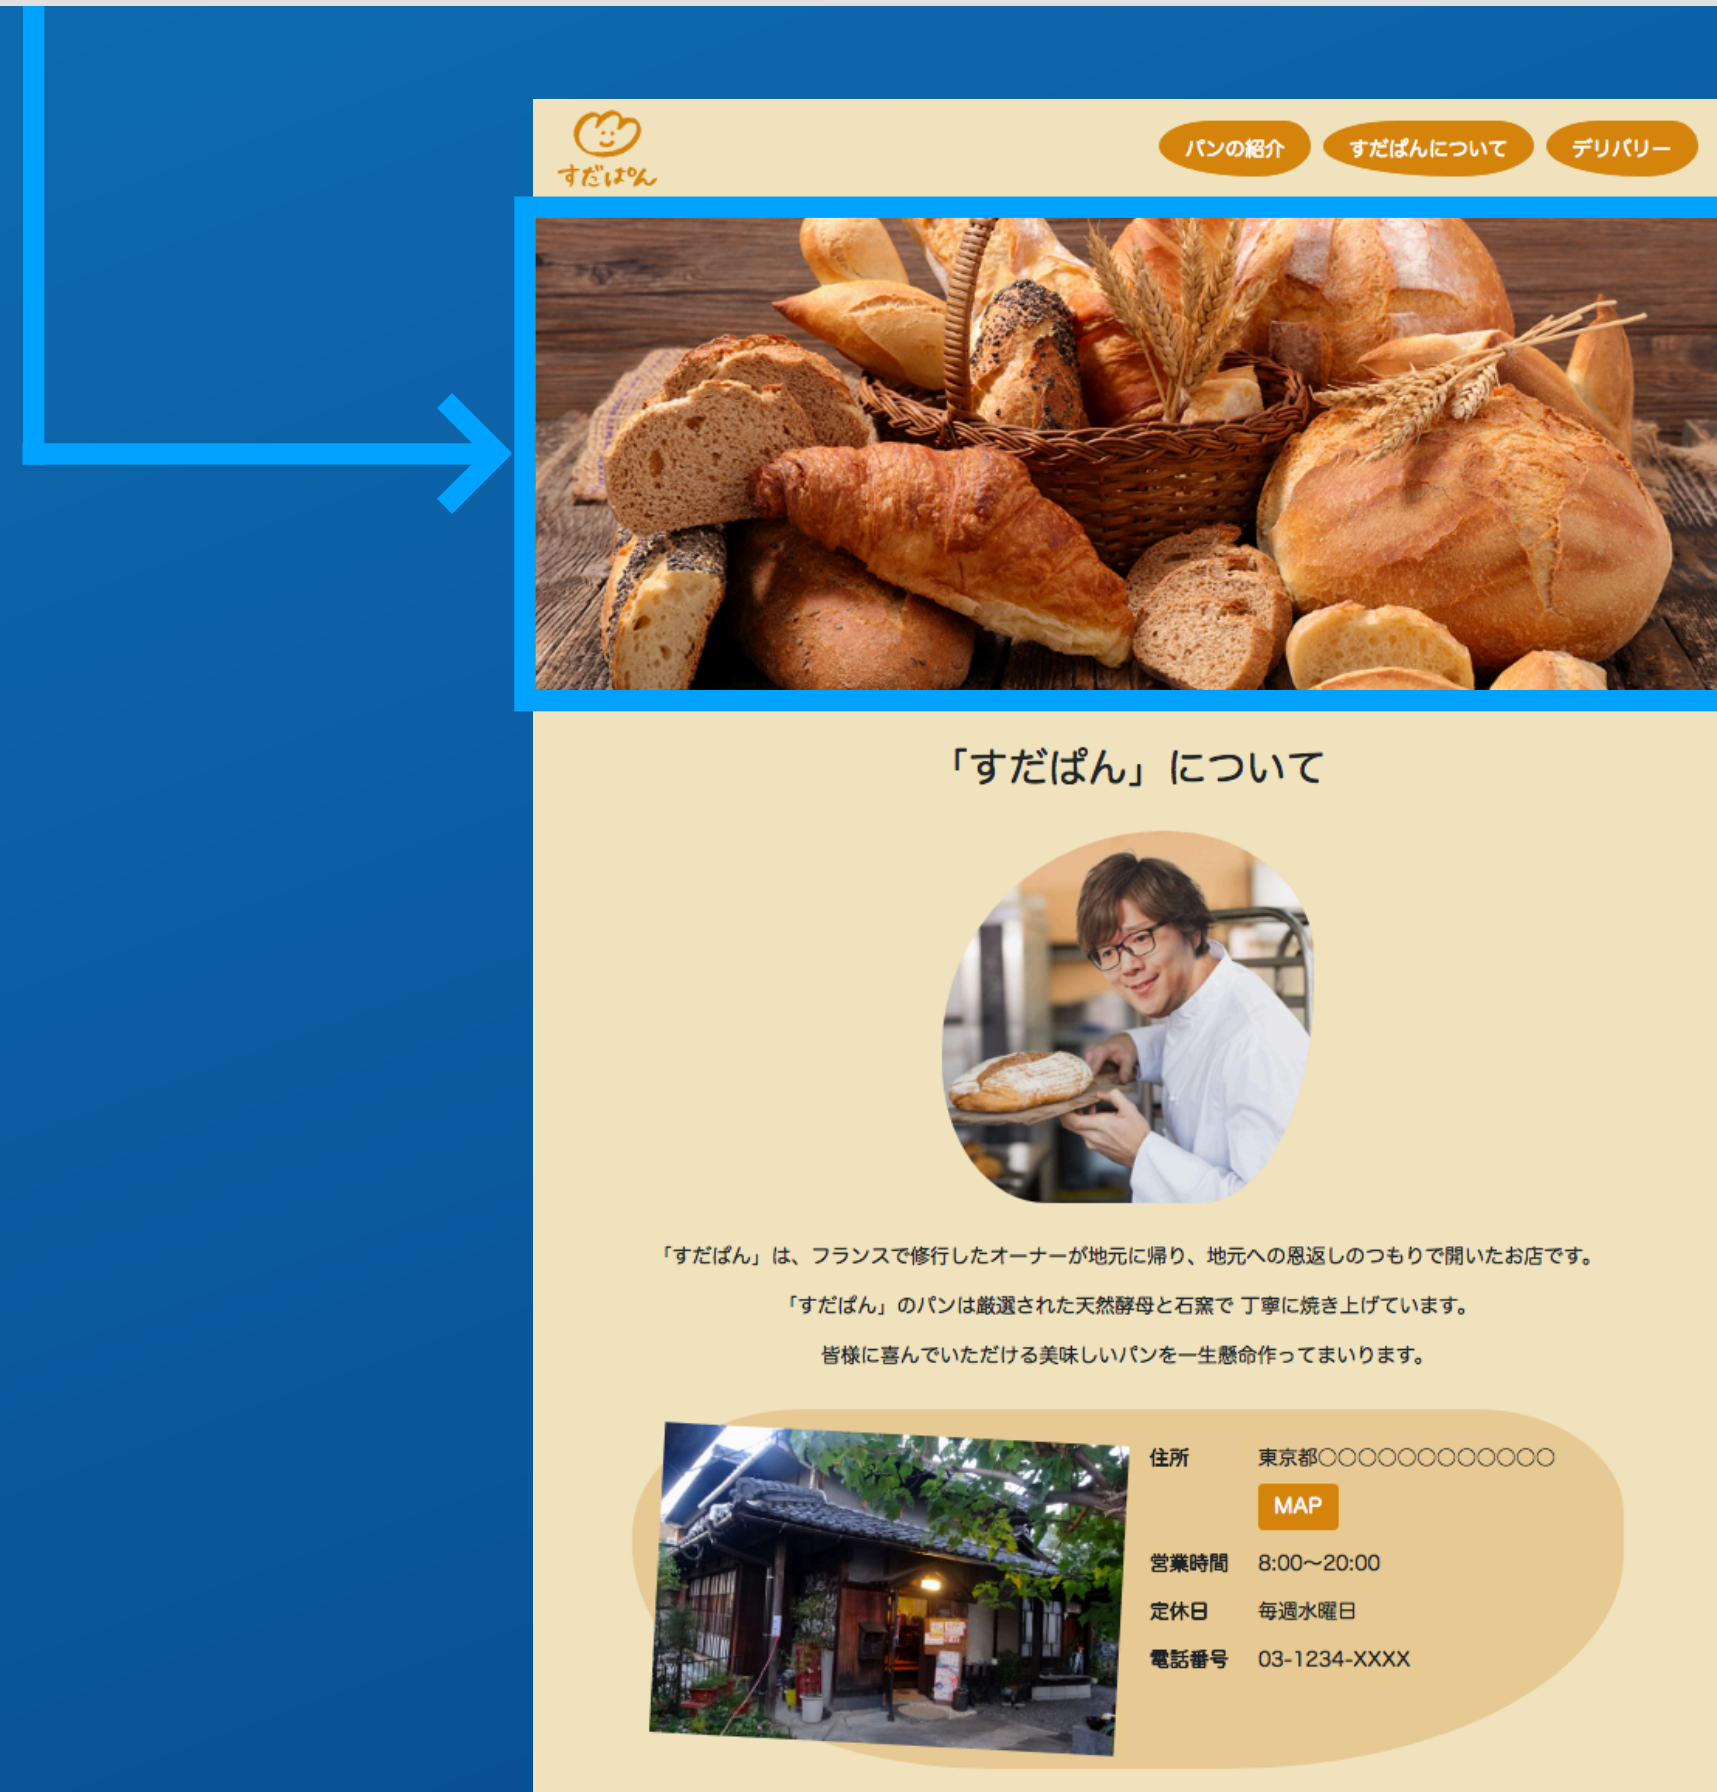 すだぱん
パンの紹介 すだぱんについて デリバリー
「すだぱん」について
「すだぱん」は、フランスで修行したオーナーが地元に帰り、地元への恩返しのつもりで開いたお店です。
「すだぱん」のパンは厳選された天然酵母と石窯で 丁寧に焼き上げています。
皆様に喜んでいただける美味しいパンを一生懸命作ってまいります。
住所 東京都○○○○○○○○○○○○
MAP
営業時間 8:00〜20:00
定休日 毎週水曜日
電話番号 03-1234-XXXX